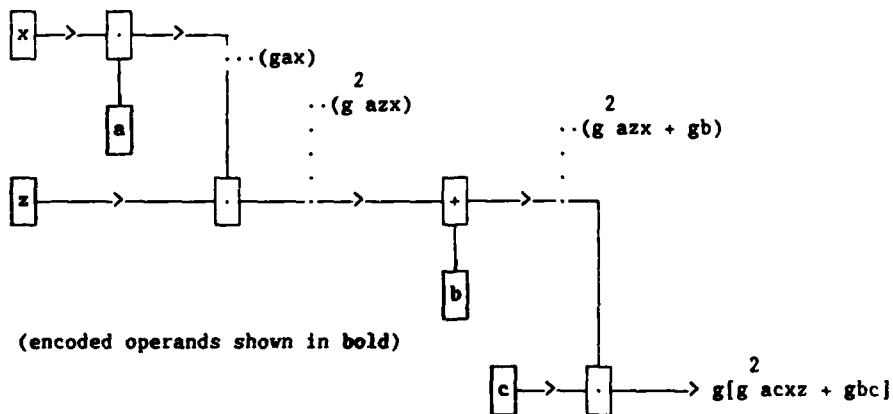 x > · >
···(gax)
2
··(g azx)
2
··(g azx + gb)
a
z > · > + >
b
(encoded operands shown in bold)
2
c > · > g[g acxz + gbc]